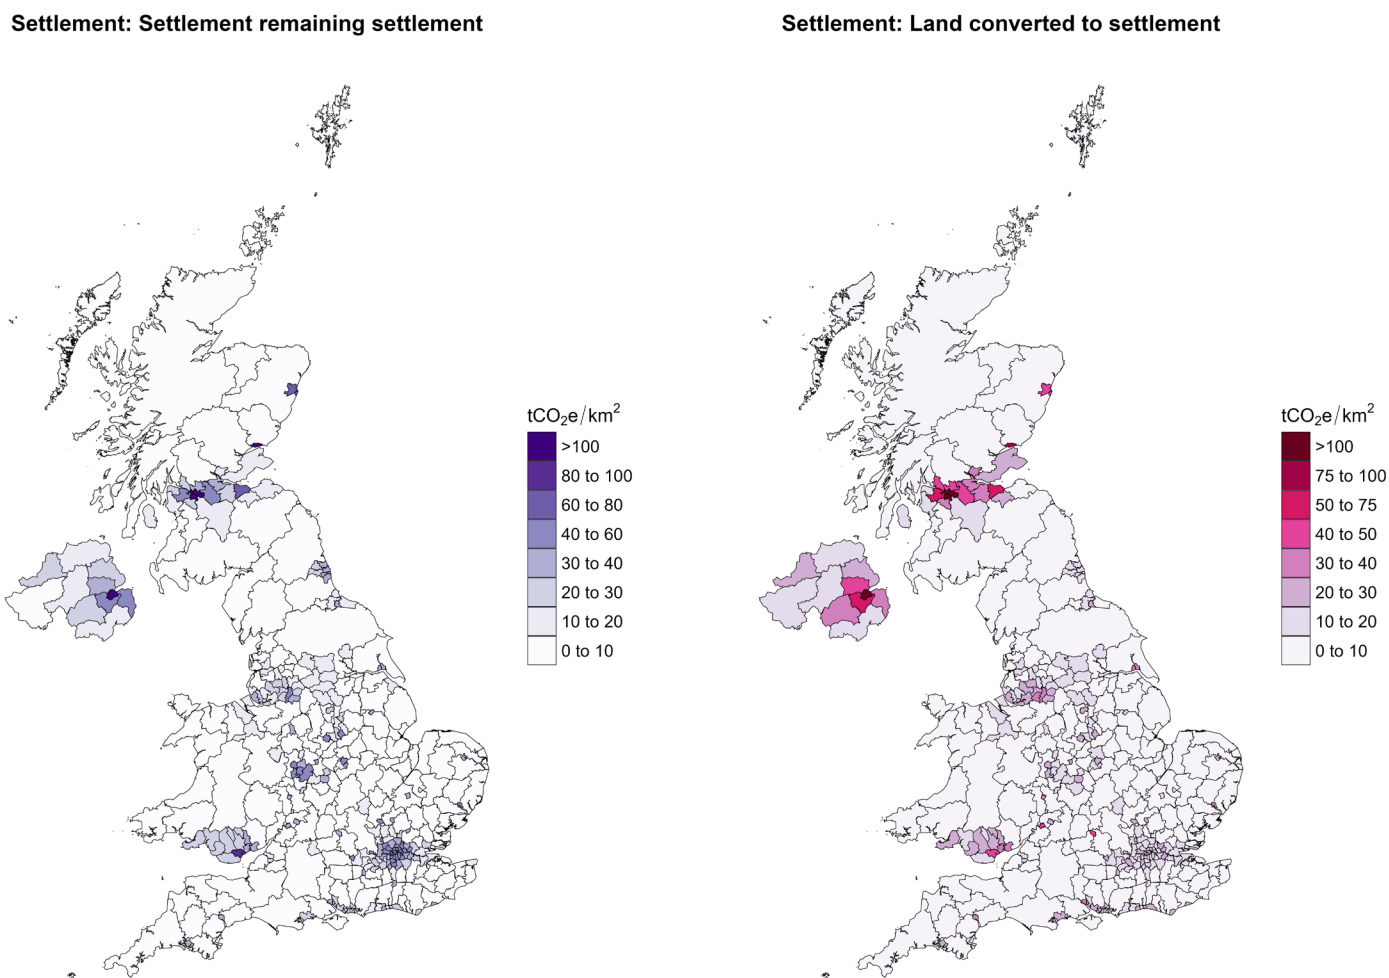 Settlement: Settlement remaining settlement
Settlement: Land converted to settlement
tCO₂e/km²
>100
80 to 100
60 to 80
40 to 60
30 to 40
20 to 30
10 to 20
0 to 10
tCO₂e/km²
>100
75 to 100
50 to 75
40 to 50
30 to 40
20 to 30
10 to 20
0 to 10